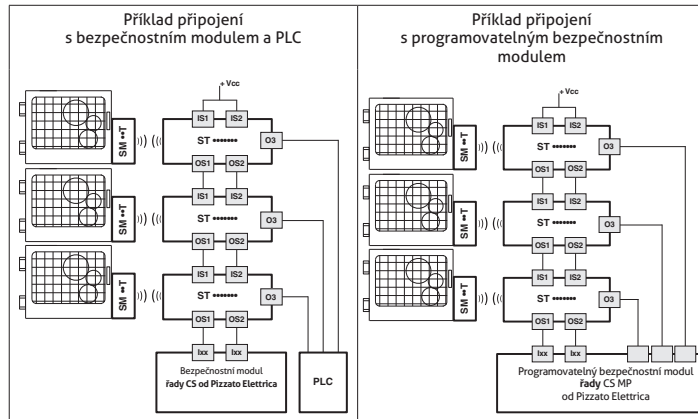 Příklad připojení
s bezpečnostním modulem a PLC
+ Vcc
IS1 IS2
SM ••T
ST •••••••
O3
OS1 OS2
IS1 IS2
SM ••T
ST •••••••
O3
OS1 OS2
IS1 IS2
SM ••T
ST •••••••
O3
OS1 OS2
Ixx Ixx
Bezpečnostní modul
řady CS od Pizzato Elettrica
PLC
Příklad připojení
s programovatelným bezpečnostním
modulem
+ Vcc
IS1 IS2
SM ••T
ST •••••••
O3
OS1 OS2
IS1 IS2
SM ••T
ST •••••••
O3
OS1 OS2
IS1 IS2
SM ••T
ST •••••••
O3
OS1 OS2
Ixx Ixx
Programovatelný bezpečnostní modul
řady CS MP
od Pizzato Elettrica